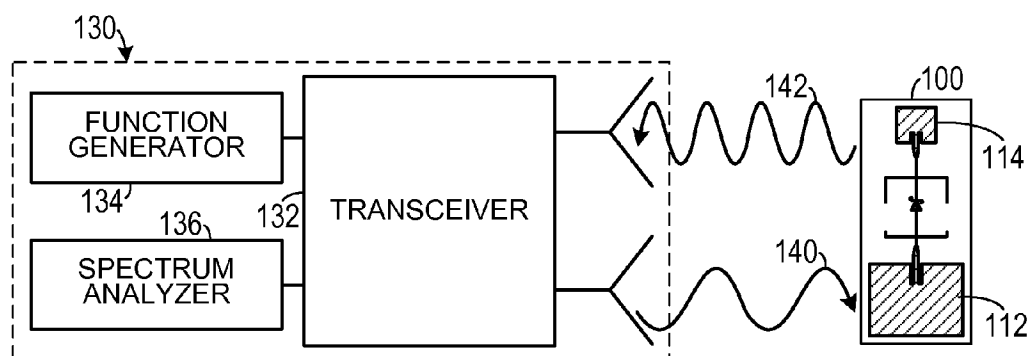 130
FUNCTION
GENERATOR
134
132
TRANSCEIVER
136
SPECTRUM
ANALYZER
142
140
100
114
112